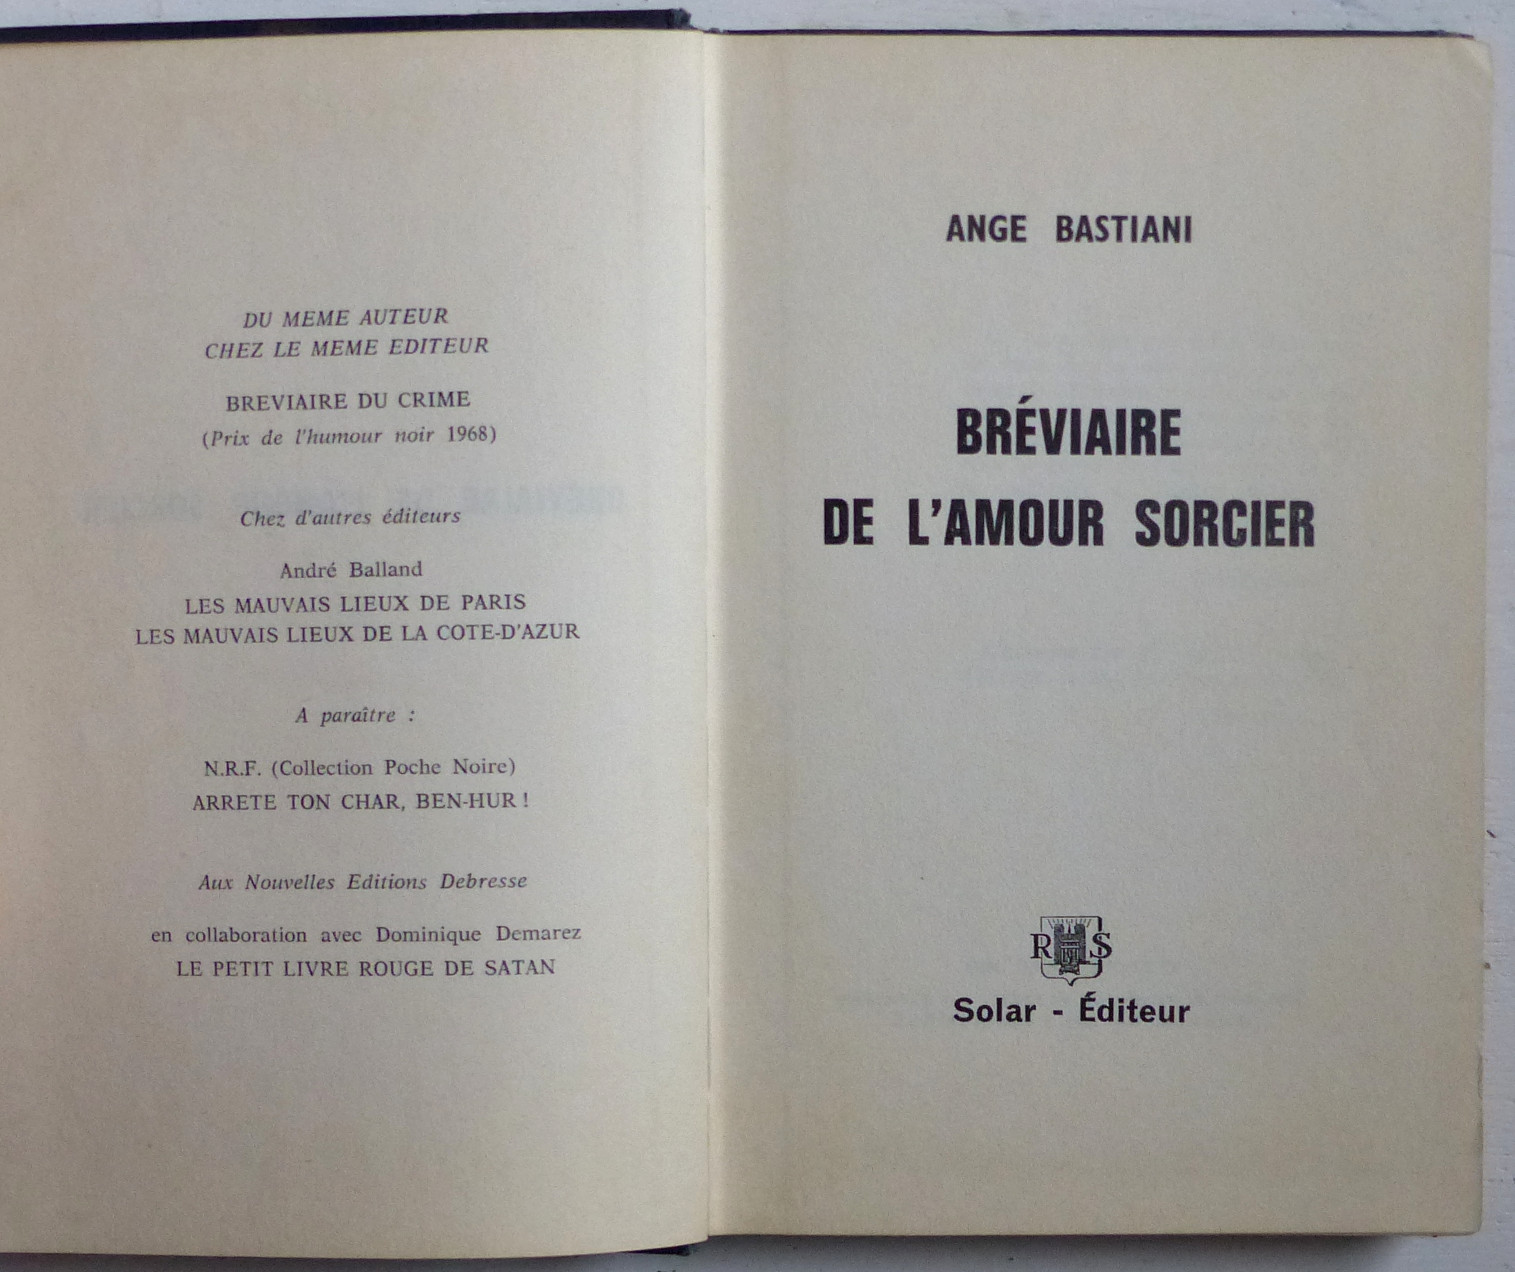 DU MEME AUTEUR
CHEZ LE MEME EDITEUR
BREVIAIRE DU CRIME
(Prix de l'humour noir 1968)
Chez d'autres éditeurs
André Balland
LES MAUVAIS LIEUX DE PARIS
LES MAUVAIS LIEUX DE LA COTE-D'AZUR
A paraître :
N.R.F. (Collection Poche Noire)
ARRETE TON CHAR, BEN-HUR !
Aux Nouvelles Editions Debresse
en collaboration avec Dominique Demarez
LE PETIT LIVRE ROUGE DE SATAN
ANGE BASTIANI
BRÉVIAIRE
DE L'AMOUR SORCIER
R S
Solar - Éditeur